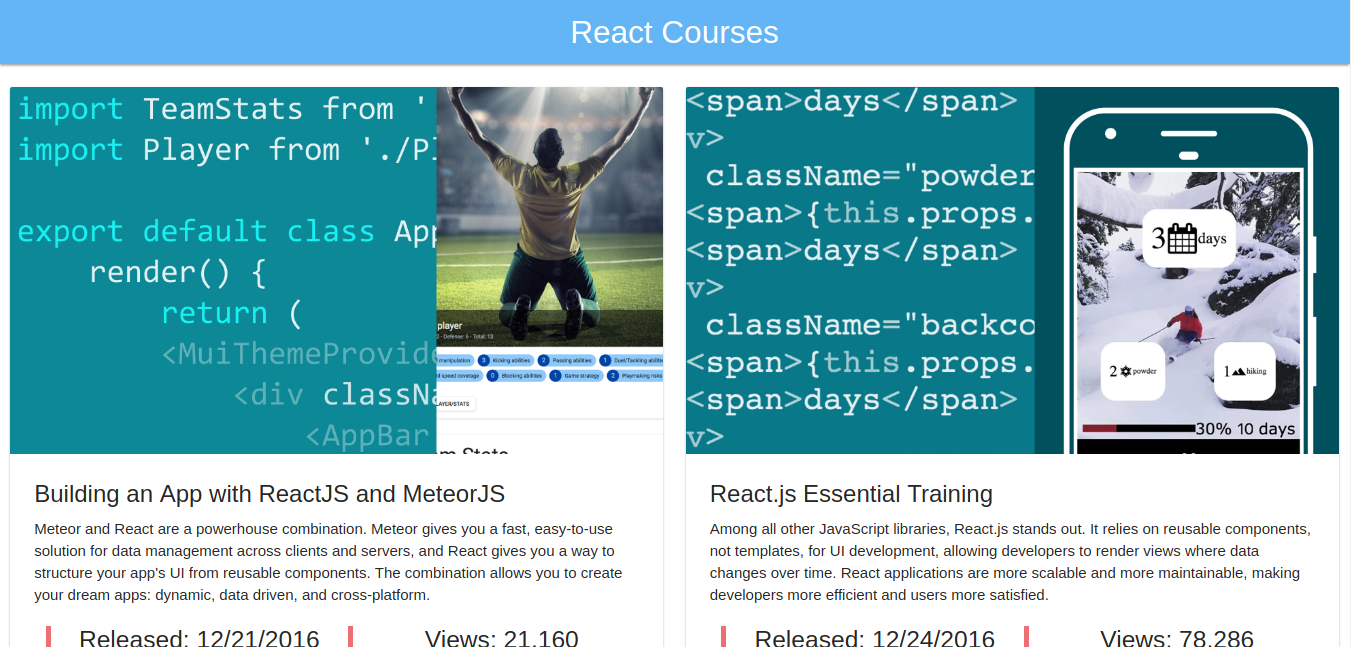 React Courses
import TeamStats from '
import Player from './Pl
export default class App
render() {
return (
<MuiThemeProvide
<div classNa
<AppBar
player
2 - Defense: 6 - Total: 13
manipulation 3 Kicking abilities 2 Passing abilities 1 Duel/Tackling abilitie
d speed coverage 0 Blocking abilities 1 Game strategy 2 Playmaking risks
AYER/STATS
m Stats
<span>days</span>
v>
className="powder
<span>{this.props.
<span>days</span>
v>
className="backco
<span>{this.props.
<span>days</span>
v>
3 days
2 powder
1 hiking
30% 10 days
Building an App with ReactJS and MeteorJS
Meteor and React are a powerhouse combination. Meteor gives you a fast, easy-to-use
solution for data management across clients and servers, and React gives you a way to
structure your app's UI from reusable components. The combination allows you to create
your dream apps: dynamic, data driven, and cross-platform.
Released: 12/21/2016
Views: 21,160
React.js Essential Training
Among all other JavaScript libraries, React.js stands out. It relies on reusable components,
not templates, for UI development, allowing developers to render views where data
changes over time. React applications are more scalable and more maintainable, making
developers more efficient and users more satisfied.
Released: 12/24/2016
Views: 78,286